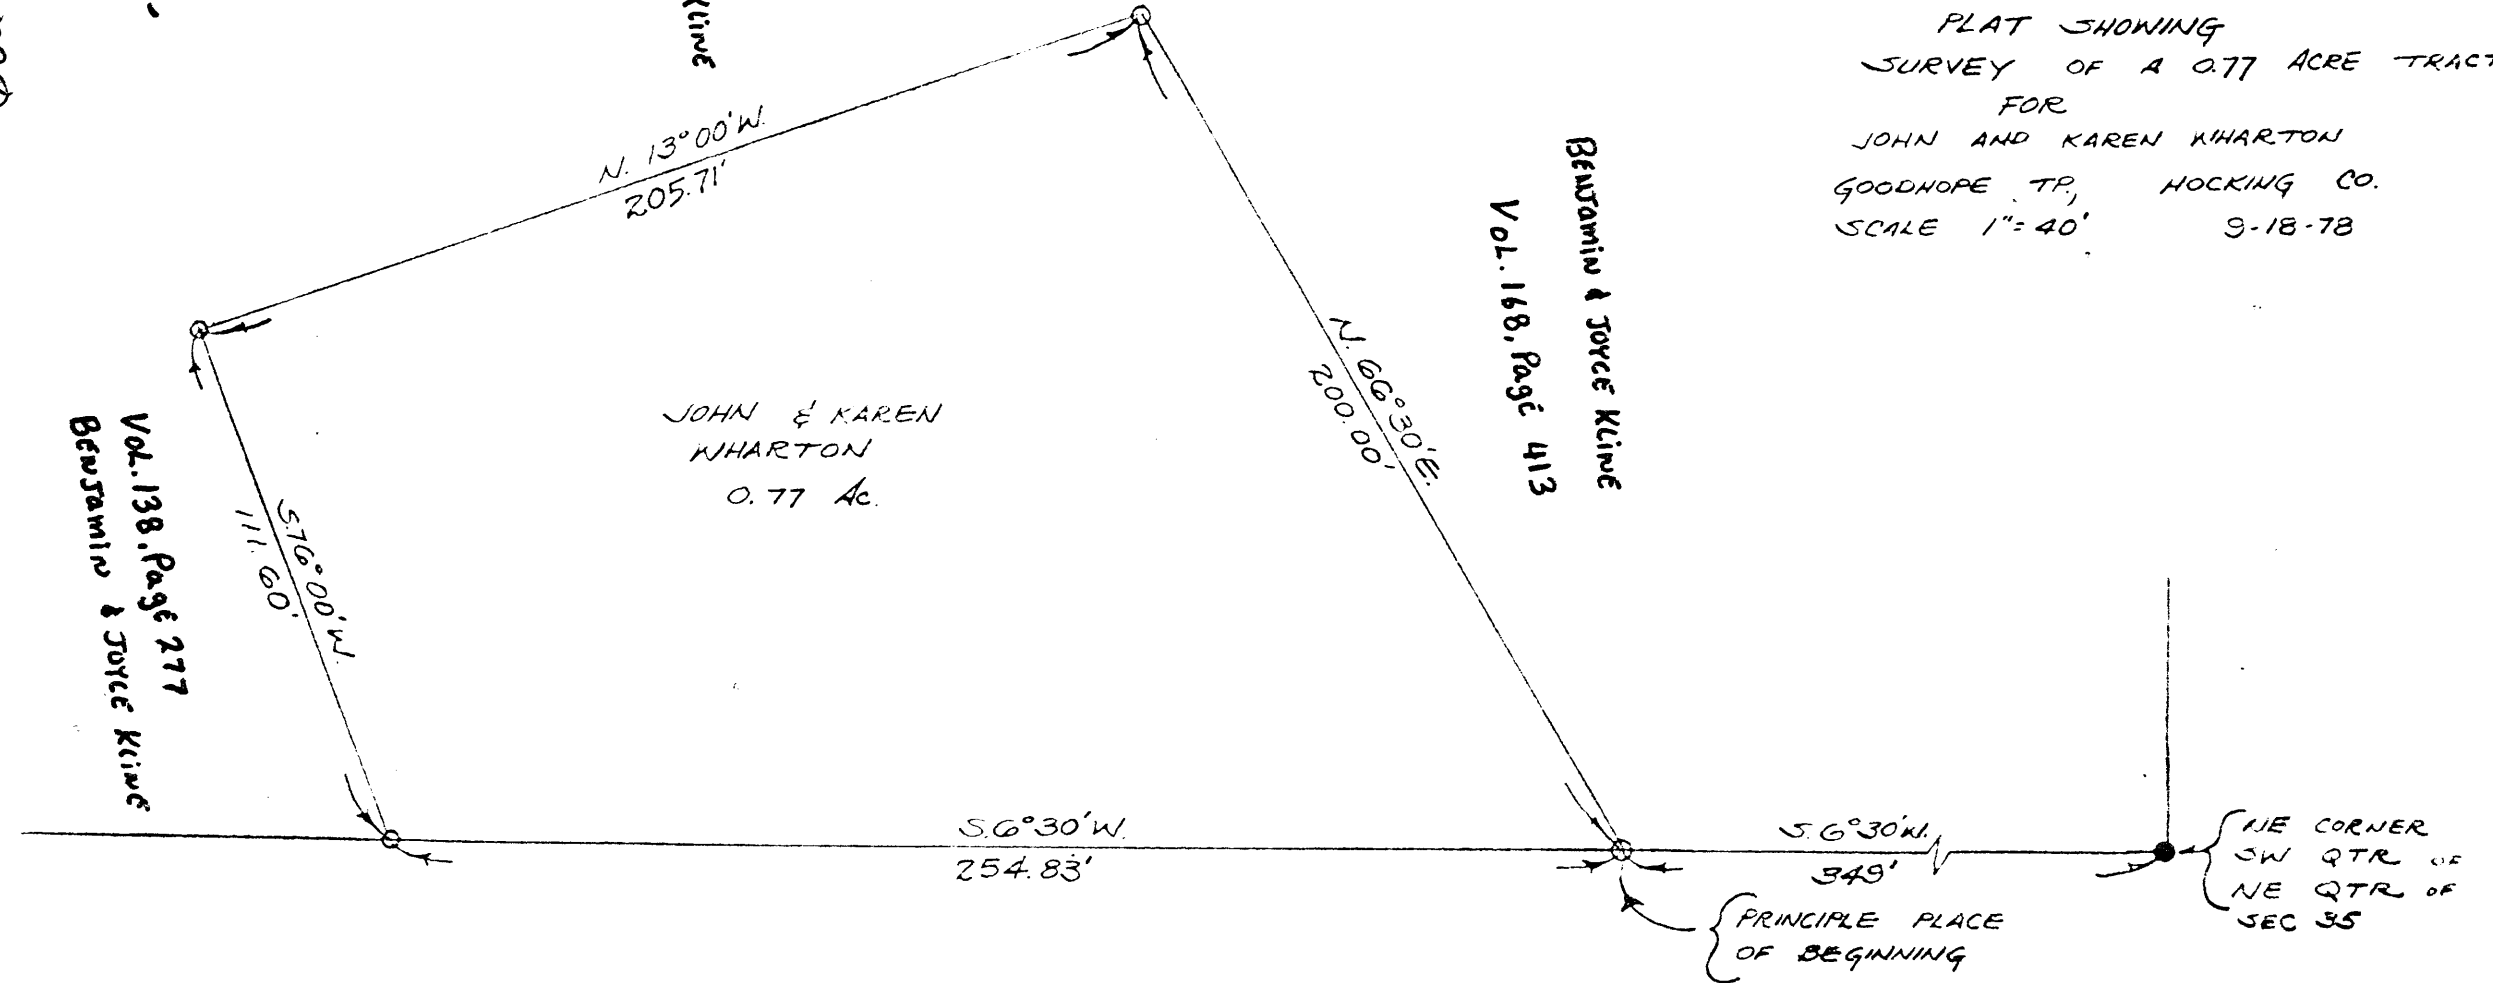 PLAT SHOWING
SURVEY OF A 0.77 ACRE TRACT
FOR
JOHN AND KAREN WHARTON
GOODHOPE TP, HOCKING CO.
SCALE 1"=40' 9-18-78
Kline
N. 13°00'W.
205.71'
Benjamin & Joyce Kline
Vol. 168, Page 413
N. 66°30'E.
200.00'
JOHN & KAREN
WHARTON
0.77 Ac.
Vol. 138, Page 277
Benjamin & Joyce Kline
S.76°00'W.
111.60'
S.6°30'W.
254.83'
S.6°30'W.
349'
NE CORNER
SW QTR OF
NE QTR OF
SEC 35
PRINCIPLE PLACE
OF BEGINNING